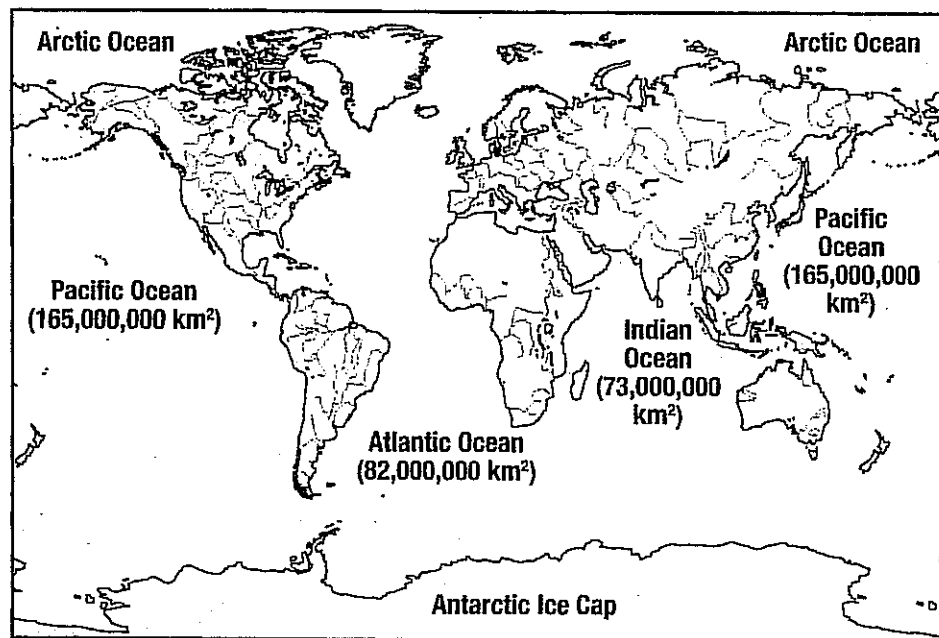 Arctic Ocean
Arctic Ocean
Pacific
Ocean
(165,000,000
km²)
Pacific Ocean
(165,000,000 km²)
Indian
Ocean
(73,000,000
km²)
Atlantic Ocean
(82,000,000 km²)
Antarctic Ice Cap